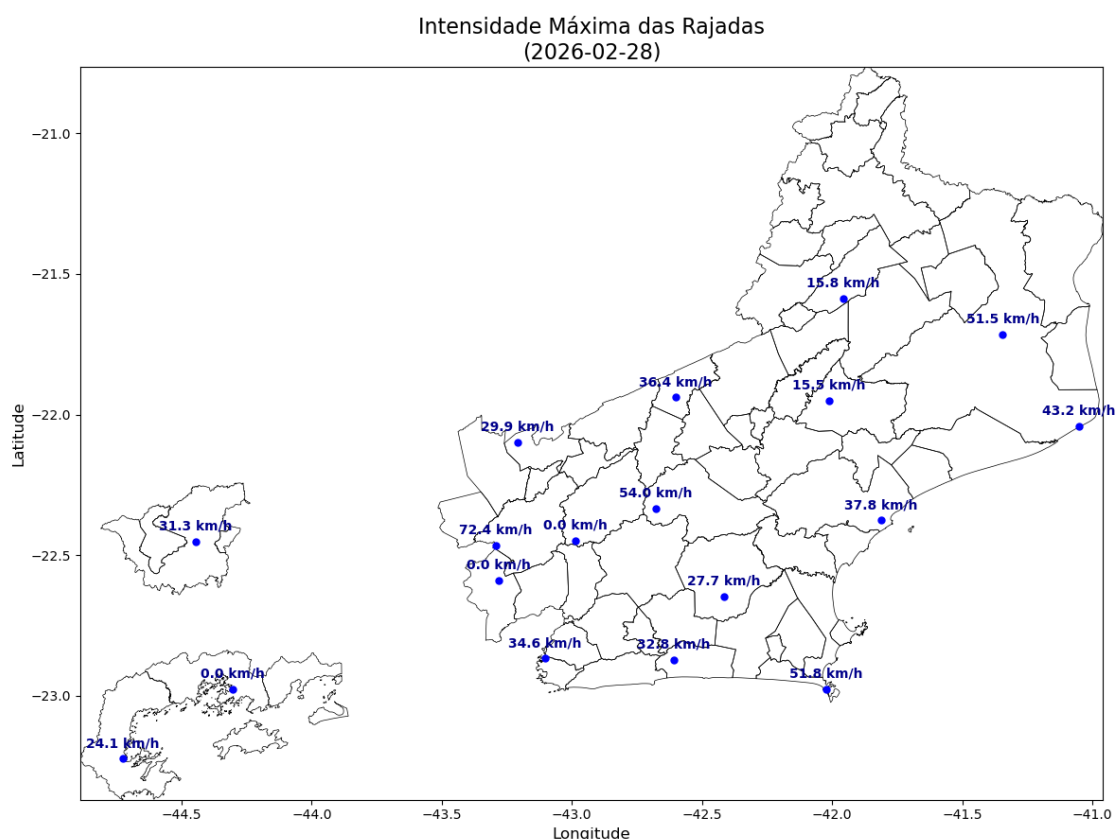 Intensidade Máxima das Rajadas
(2026-02-28)
Latitude
−21.0
−21.5
−22.0
−22.5
−23.0
15.8 km/h
51.5 km/h
36.4 km/h
15.5 km/h
43.2 km/h
29.9 km/h
54.0 km/h
37.8 km/h
31.3 km/h
72.4 km/h
0.0 km/h
0.0 km/h
27.7 km/h
34.6 km/h
32.8 km/h
0.0 km/h
51.8 km/h
24.1 km/h
−44.5
−44.0
−43.5
−43.0
−42.5
−42.0
−41.5
−41.0
Longitude